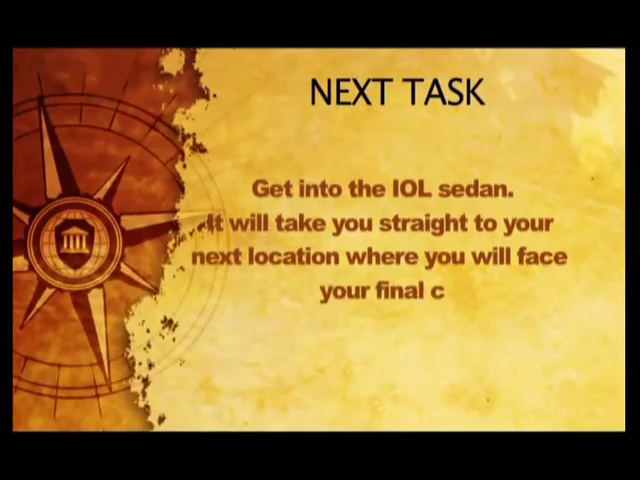 NEXT TASK
Get into the IOL sedan.
It will take you straight to your
next location where you will face
your final c